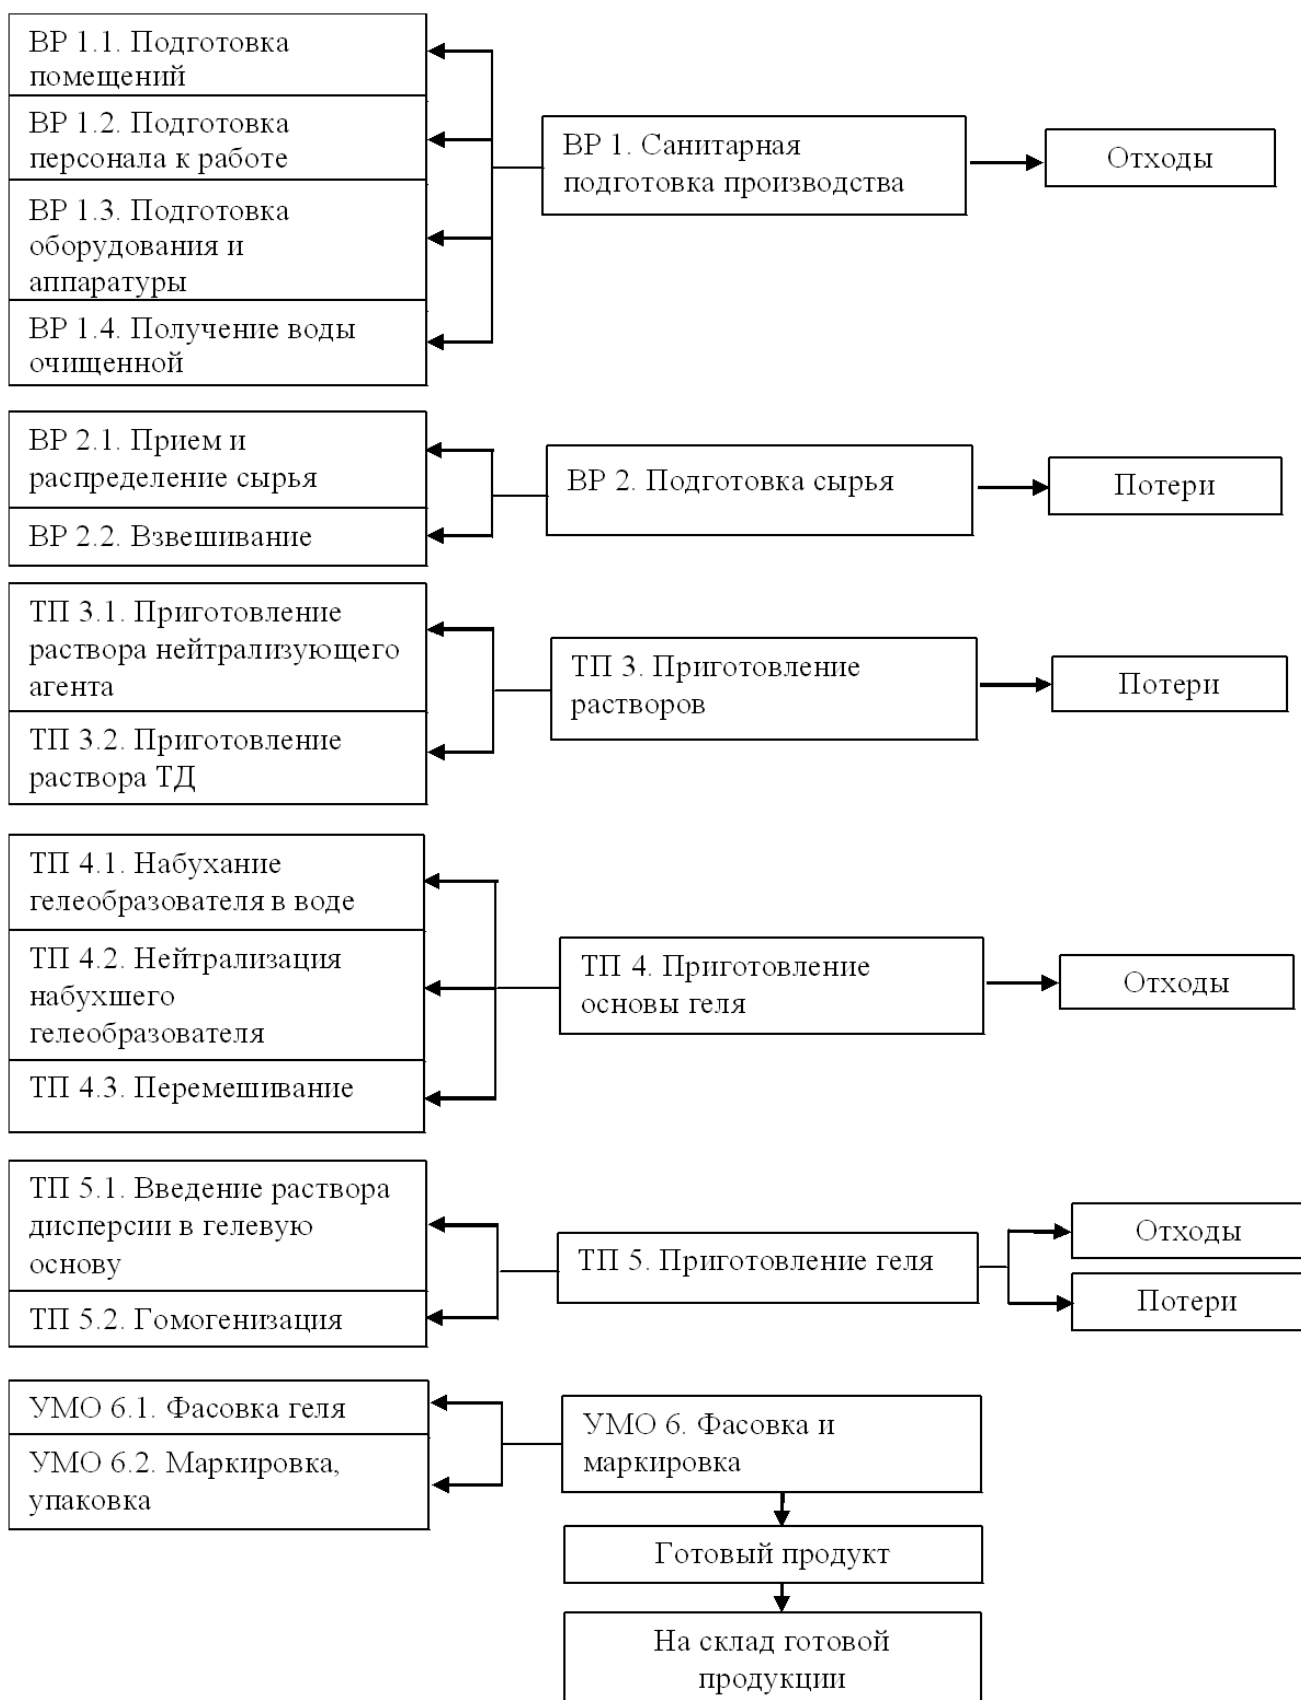 ВР 1.1. Подготовка
помещений
ВР 1.2. Подготовка
персонала к работе
ВР 1.3. Подготовка
оборудования и
аппаратуры
ВР 1.4. Получение воды
очищенной
ВР 1. Санитарная
подготовка производства
Отходы
ВР 2.1. Прием и
распределение сырья
ВР 2.2. Взвешивание
ВР 2. Подготовка сырья
Потери
ТП 3.1. Приготовление
раствора нейтрализующего
агента
ТП 3.2. Приготовление
раствора ТД
ТП 3. Приготовление
растворов
Потери
ТП 4.1. Набухание
гелеобразователя в воде
ТП 4.2. Нейтрализация
набухшего
гелеобразователя
ТП 4.3. Перемешивание
ТП 4. Приготовление
основы геля
Отходы
ТП 5.1. Введение раствора
дисперсии в гелевую
основу
ТП 5.2. Гомогенизация
ТП 5. Приготовление геля
Отходы
Потери
УМО 6.1. Фасовка геля
УМО 6.2. Маркировка,
упаковка
УМО 6. Фасовка и
маркировка
Готовый продукт
На склад готовой
продукции